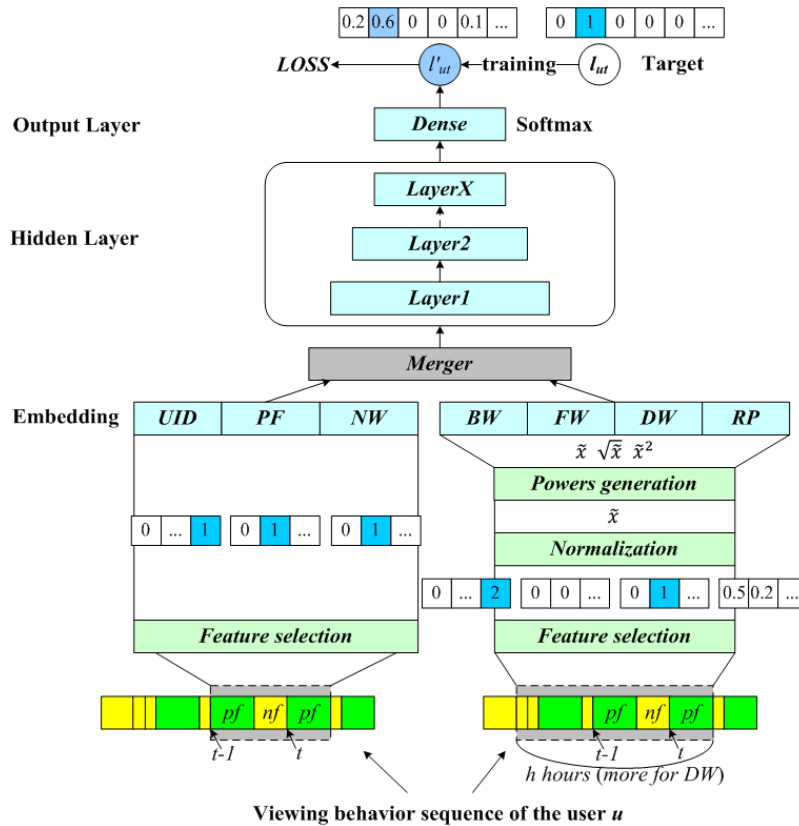 0.2 0.6 0 0 0.1 ... 0 1 0 0 0 ...
LOSS l'ut training lut Target
Output Layer Dense Softmax
LayerX
Hidden Layer Layer2
Layer1
Merger
Embedding UID PF NW BW FW DW RP
x̃ √x̃ x̃²
Powers generation
x̃
0 ... 1 0 1 ... 0 1 ...
Normalization
0 ... 2 0 0 ... 0 1 ... 0.5 0.2 ...
Feature selection Feature selection
pf nf pf pf nf pf
t-1 t t-1 t
h hours (more for DW)
Viewing behavior sequence of the user u